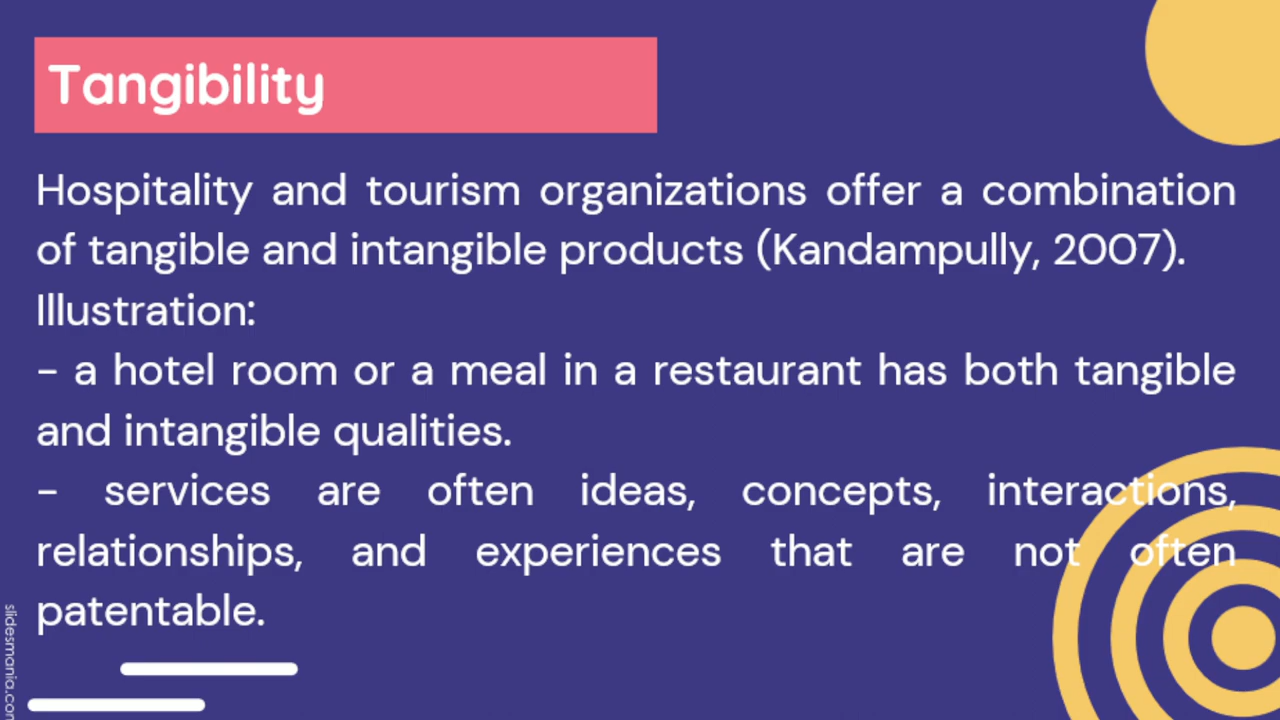 Tangibility
Hospitality and tourism organizations offer a combination
of tangible and intangible products (Kandampully, 2007).
Illustration:
- a hotel room or a meal in a restaurant has both tangible
and intangible qualities.
- services are often ideas, concepts, interactions,
relationships, and experiences that are not often
patentable.
slidesmania.com